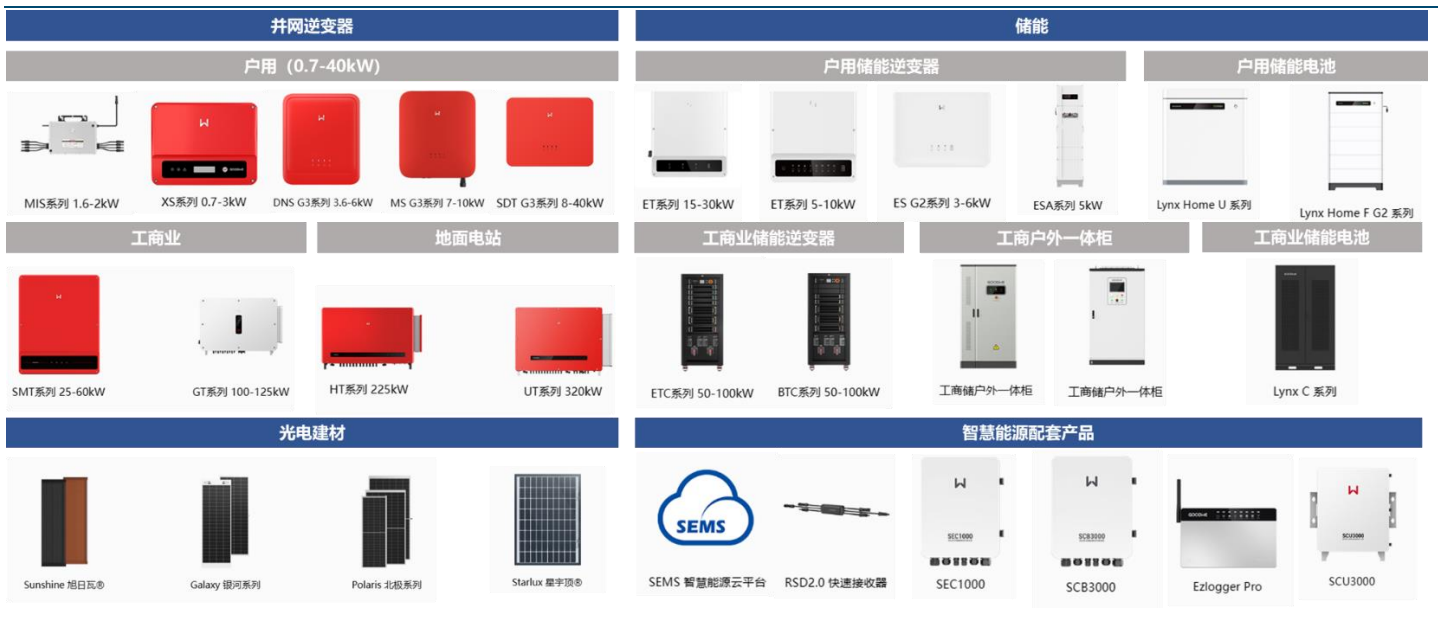 并网逆变器
户用（0.7-40kW）
MIS系列 1.6-2kW
XS系列 0.7-3kW
DNS G3系列 3.6-6kW
MS G3系列 7-10kW
SDT G3系列 8-40kW
工商业
地面电站
SMT系列 25-60kW
GT系列 100-125kW
HT系列 225kW
UT系列 320kW
储能
户用储能逆变器
户用储能电池
ET系列 15-30kW
ET系列 5-10kW
ES G2系列 3-6kW
ESA系列 5kW
Lynx Home U 系列
Lynx Home F G2 系列
工商业储能逆变器
工商户外一体柜
工商业储能电池
ETC系列 50-100kW
BTC系列 50-100kW
工商储户外一体柜
工商储户外一体柜
Lynx C 系列
光电建材
Sunshine 旭日瓦®
Galaxy 银河系列
Polaris 北极系列
Starlux 星宇顶®
智慧能源配套产品
SEMS
SEMS 智慧能源云平台
RSD2.0 快速接收器
SEC1000
SEC1000
SCB3000
SCB3000
GOODWE
Ezlogger Pro
SCU3000
SCU3000